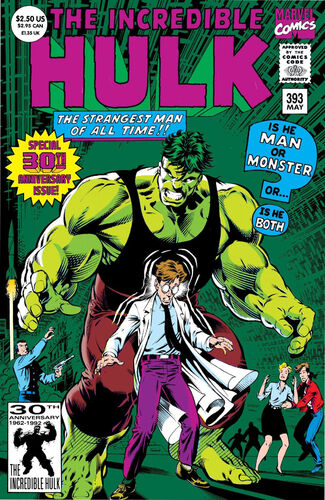 $2.50 US
$2.95 CAN
£1.35 UK
THE INCREDIBLE
HULK
MARVEL
COMICS
APPROVED
BY THE
COMICS
CODE
AUTHORITY
393
MAY
THE STRANGEST MAN
OF ALL TIME!!
SPECIAL
30TH
ANNIVERSARY
ISSUE!
IS HE
MAN
OR
MONSTER
OR...
IS HE
BOTH
30TH
ANNIVERSARY
1962-1992
THE INCREDIBLE HULK